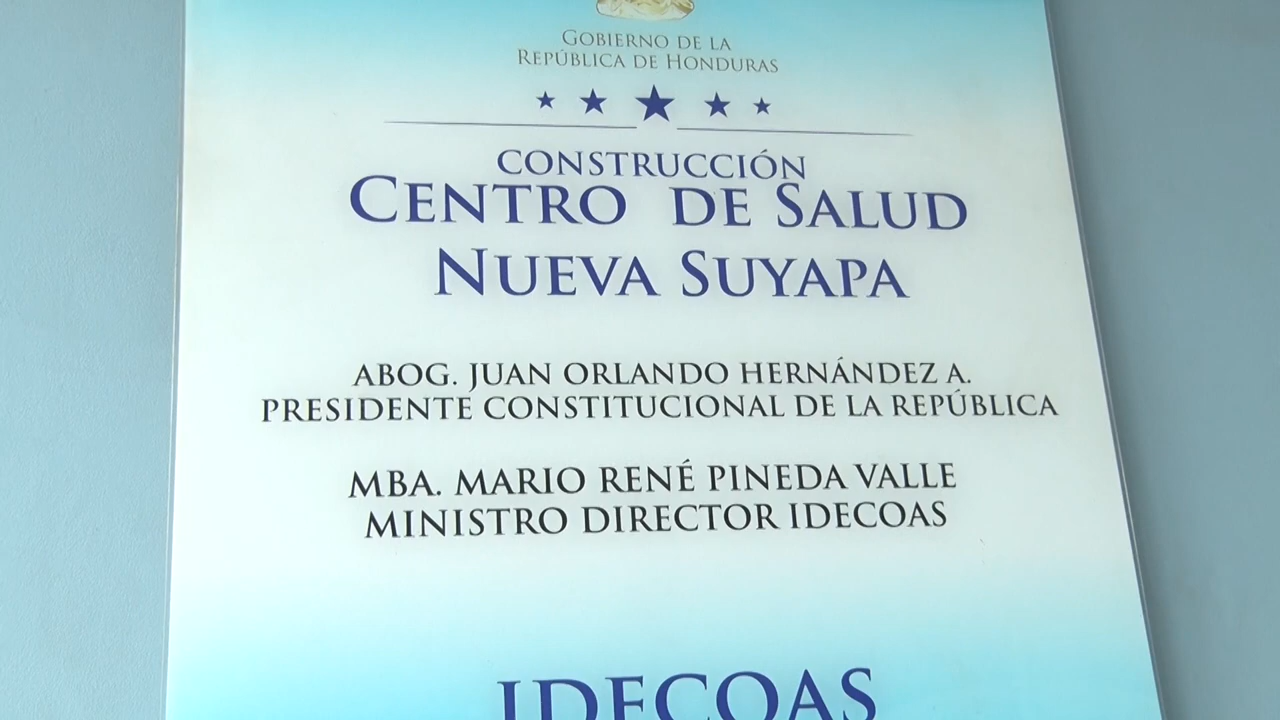 GOBIERNO DE LA
REPÚBLICA DE HONDURAS
CONSTRUCCIÓN
CENTRO DE SALUD
NUEVA SUYAPA
ABOG. JUAN ORLANDO HERNÁNDEZ A.
PRESIDENTE CONSTITUCIONAL DE LA REPÚBLICA
MBA. MARIO RENÉ PINEDA VALLE
MINISTRO DIRECTOR IDECOAS
IDECOAS